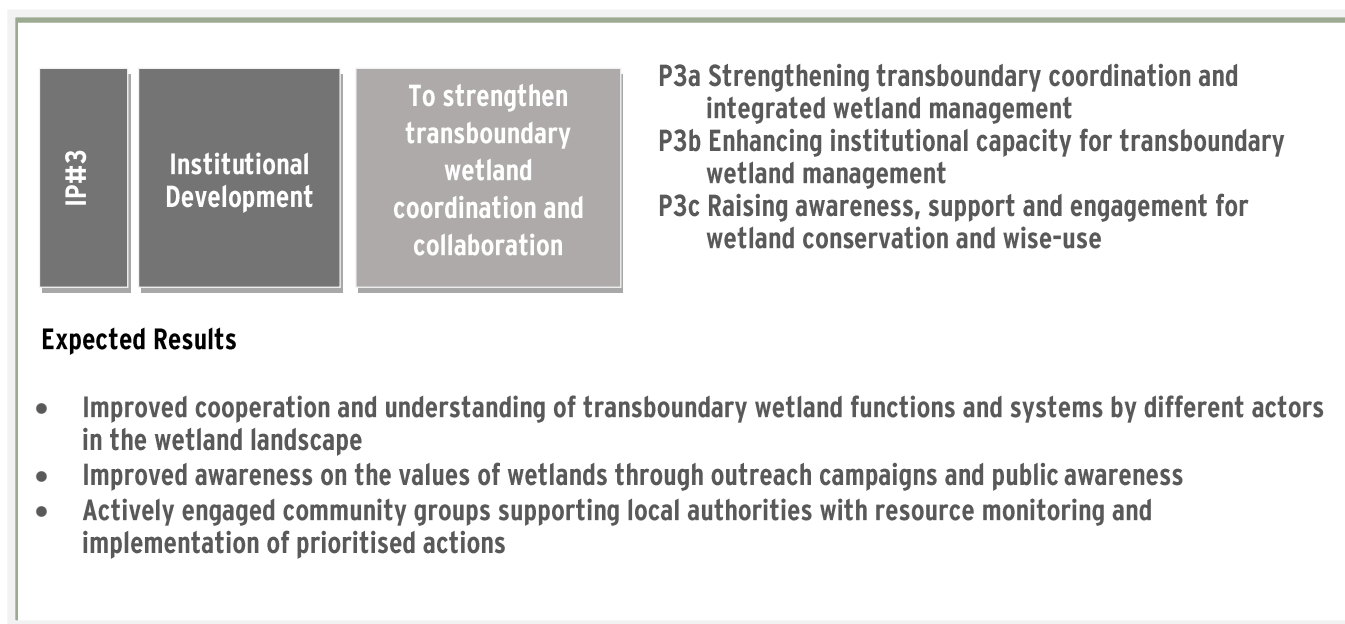 IP#3
Institutional
Development
To strengthen
transboundary
wetland
coordination and
collaboration
P3a Strengthening transboundary coordination and
integrated wetland management
P3b Enhancing institutional capacity for transboundary
wetland management
P3c Raising awareness, support and engagement for
wetland conservation and wise-use
Expected Results
• Improved cooperation and understanding of transboundary wetland functions and systems by different actors
in the wetland landscape
• Improved awareness on the values of wetlands through outreach campaigns and public awareness
• Actively engaged community groups supporting local authorities with resource monitoring and
implementation of prioritised actions